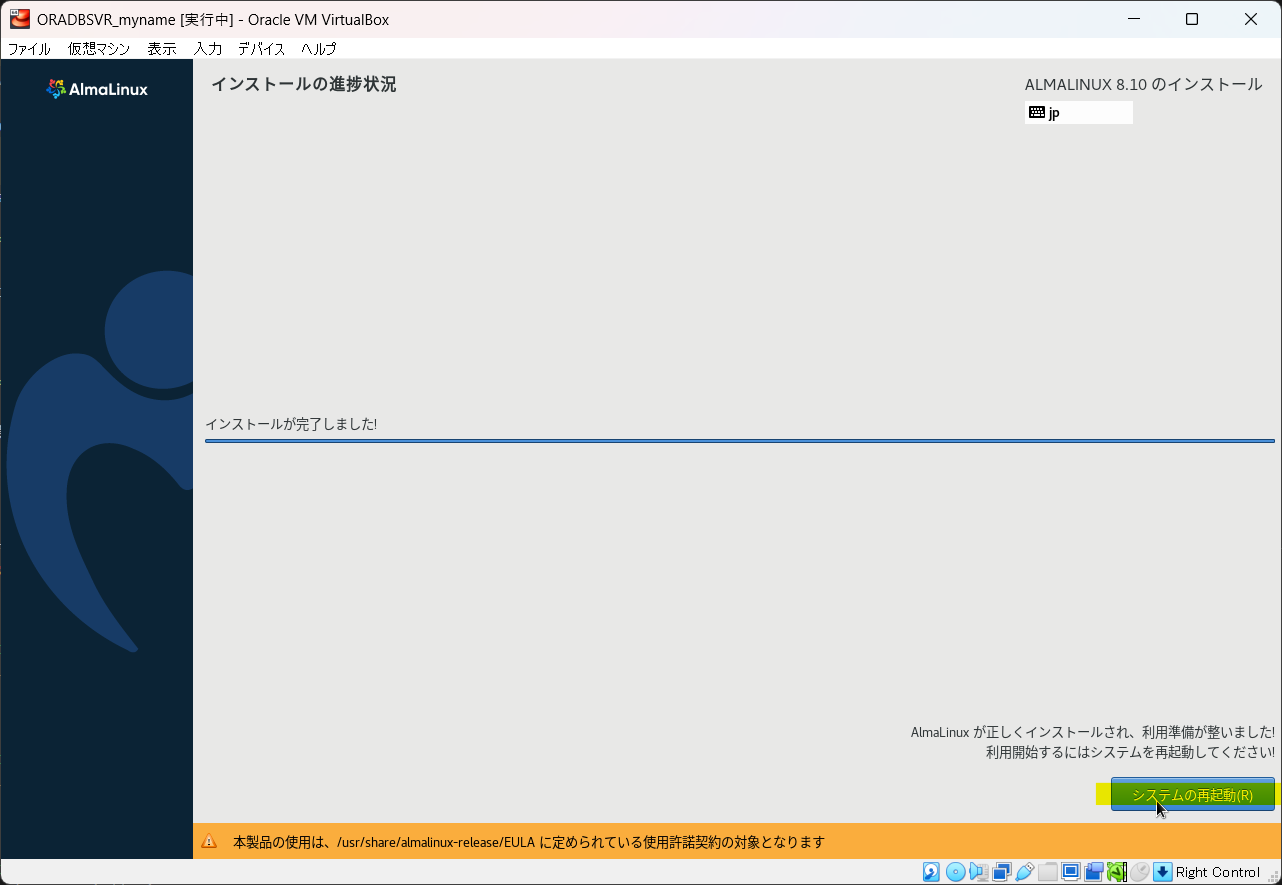 ORADBSVR_myname [実行中] - Oracle VM VirtualBox
ファイル 仮想マシン 表示 入力 デバイス ヘルプ
AlmaLinux
インストールの進捗状況
ALMALINUX 8.10 のインストール
jp
インストールが完了しました!
AlmaLinux が正しくインストールされ、利用準備が整いました!
利用開始するにはシステムを再起動してください!
システムの再起動(R)
本製品の使用は、/usr/share/almalinux-release/EULA に定められている使用許諾契約の対象となります
Right Control